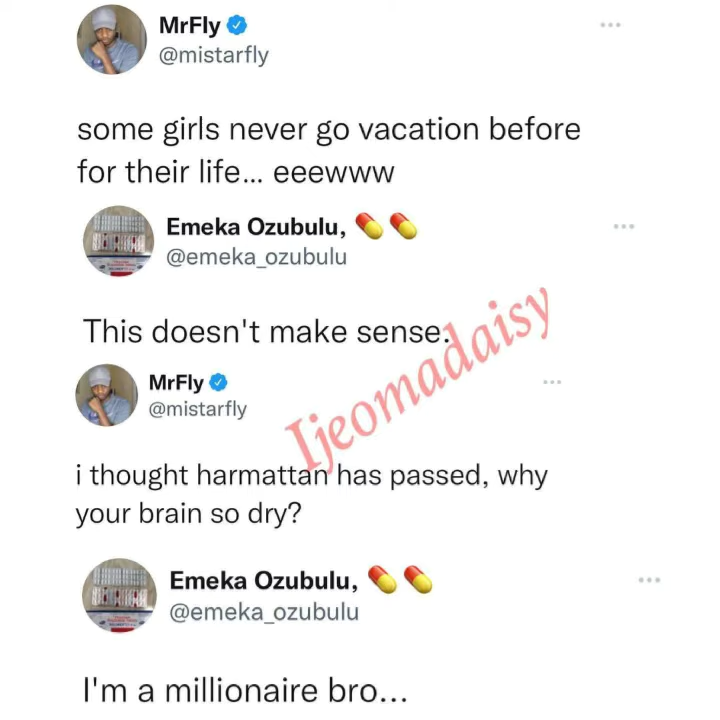 MrFly
@mistarfly
some girls never go vacation before
for their life... eeewww
Emeka Ozubulu,
@emeka_ozubulu
This doesn't make sense.
Ijeomadaisy
MrFly
@mistarfly
i thought harmattan has passed, why
your brain so dry?
Emeka Ozubulu,
@emeka_ozubulu
I'm a millionaire bro...